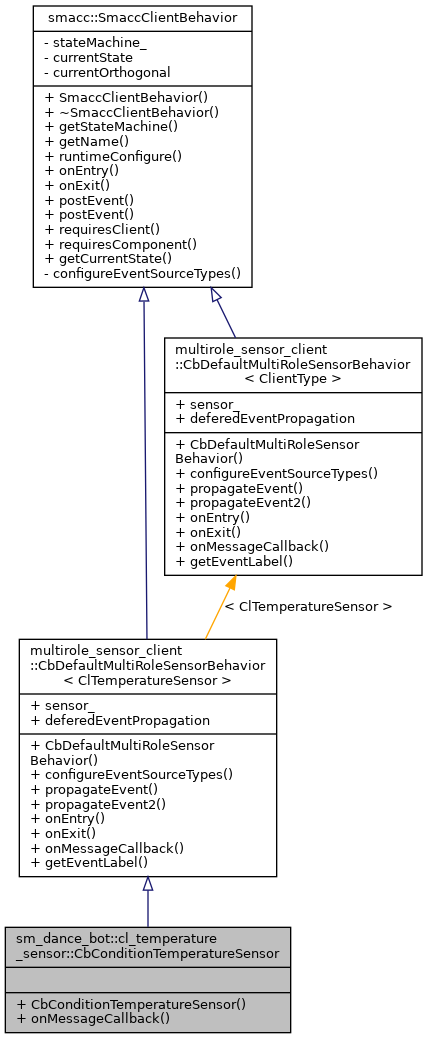 smacc::SmaccClientBehavior
- stateMachine_
- currentState
- currentOrthogonal
+ SmaccClientBehavior()
+ ~SmaccClientBehavior()
+ getStateMachine()
+ getName()
+ runtimeConfigure()
+ onEntry()
+ onExit()
+ postEvent()
+ postEvent()
+ requiresClient()
+ requiresComponent()
+ getCurrentState()
- configureEventSourceTypes()
multirole_sensor_client
::CbDefaultMultiRoleSensorBehavior
< ClientType >
+ sensor_
+ deferedEventPropagation
+ CbDefaultMultiRoleSensor
Behavior()
+ configureEventSourceTypes()
+ propagateEvent()
+ propagateEvent2()
+ onEntry()
+ onExit()
+ onMessageCallback()
+ getEventLabel()
< ClTemperatureSensor >
multirole_sensor_client
::CbDefaultMultiRoleSensorBehavior
< ClTemperatureSensor >
+ sensor_
+ deferedEventPropagation
+ CbDefaultMultiRoleSensor
Behavior()
+ configureEventSourceTypes()
+ propagateEvent()
+ propagateEvent2()
+ onEntry()
+ onExit()
+ onMessageCallback()
+ getEventLabel()
sm_dance_bot::cl_temperature
_sensor::CbConditionTemperatureSensor
+ CbConditionTemperatureSensor()
+ onMessageCallback()